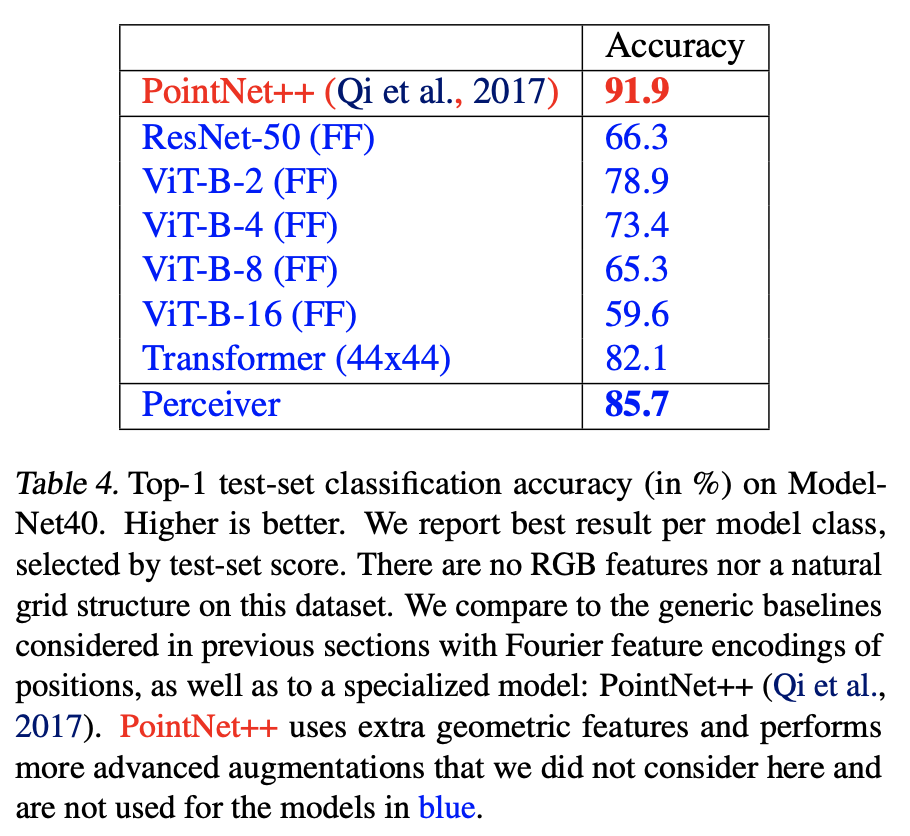 Accuracy
PointNet++ (Qi et al., 2017) 91.9
ResNet-50 (FF) 66.3
ViT-B-2 (FF) 78.9
ViT-B-4 (FF) 73.4
ViT-B-8 (FF) 65.3
ViT-B-16 (FF) 59.6
Transformer (44x44) 82.1
Perceiver 85.7
Table 4. Top-1 test-set classification accuracy (in %) on Model-
Net40. Higher is better. We report best result per model class,
selected by test-set score. There are no RGB features nor a natural
grid structure on this dataset. We compare to the generic baselines
considered in previous sections with Fourier feature encodings of
positions, as well as to a specialized model: PointNet++ (Qi et al.,
2017). PointNet++ uses extra geometric features and performs
more advanced augmentations that we did not consider here and
are not used for the models in blue.